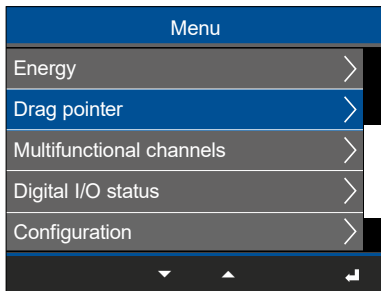 Menu
Energy
Drag pointer
Multifunctional channels
Digital I/O status
Configuration